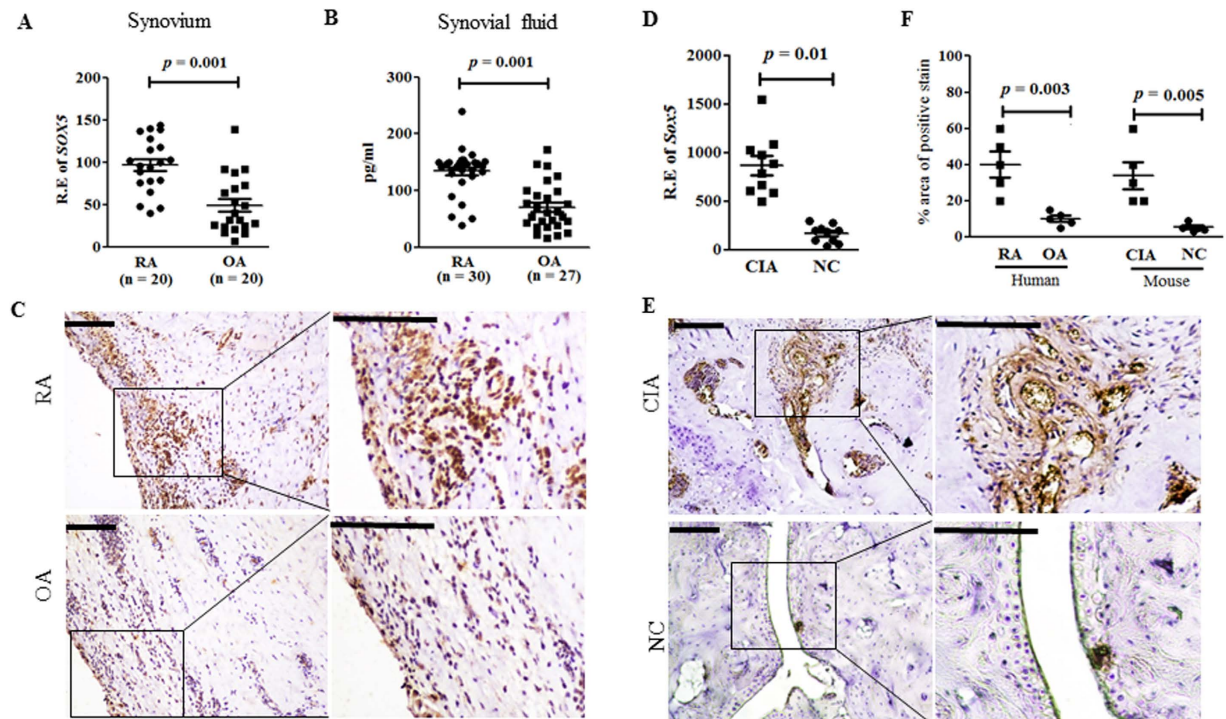 A
Synovium
p = 0.001
R.E of SOX5
200
150
100
50
0
RA
OA
(n = 20)
(n = 20)
B
Synovial fluid
p = 0.001
pg/ml
300
200
100
0
RA
OA
(n = 30)
(n = 27)
C
RA
OA
D
p = 0.01
R.E of Sox5
2000
1500
1000
500
0
CIA
NC
E
CIA
NC
F
p = 0.003
p = 0.005
% area of positive stain
100
80
60
40
20
0
RA
OA
CIA
NC
Human
Mouse